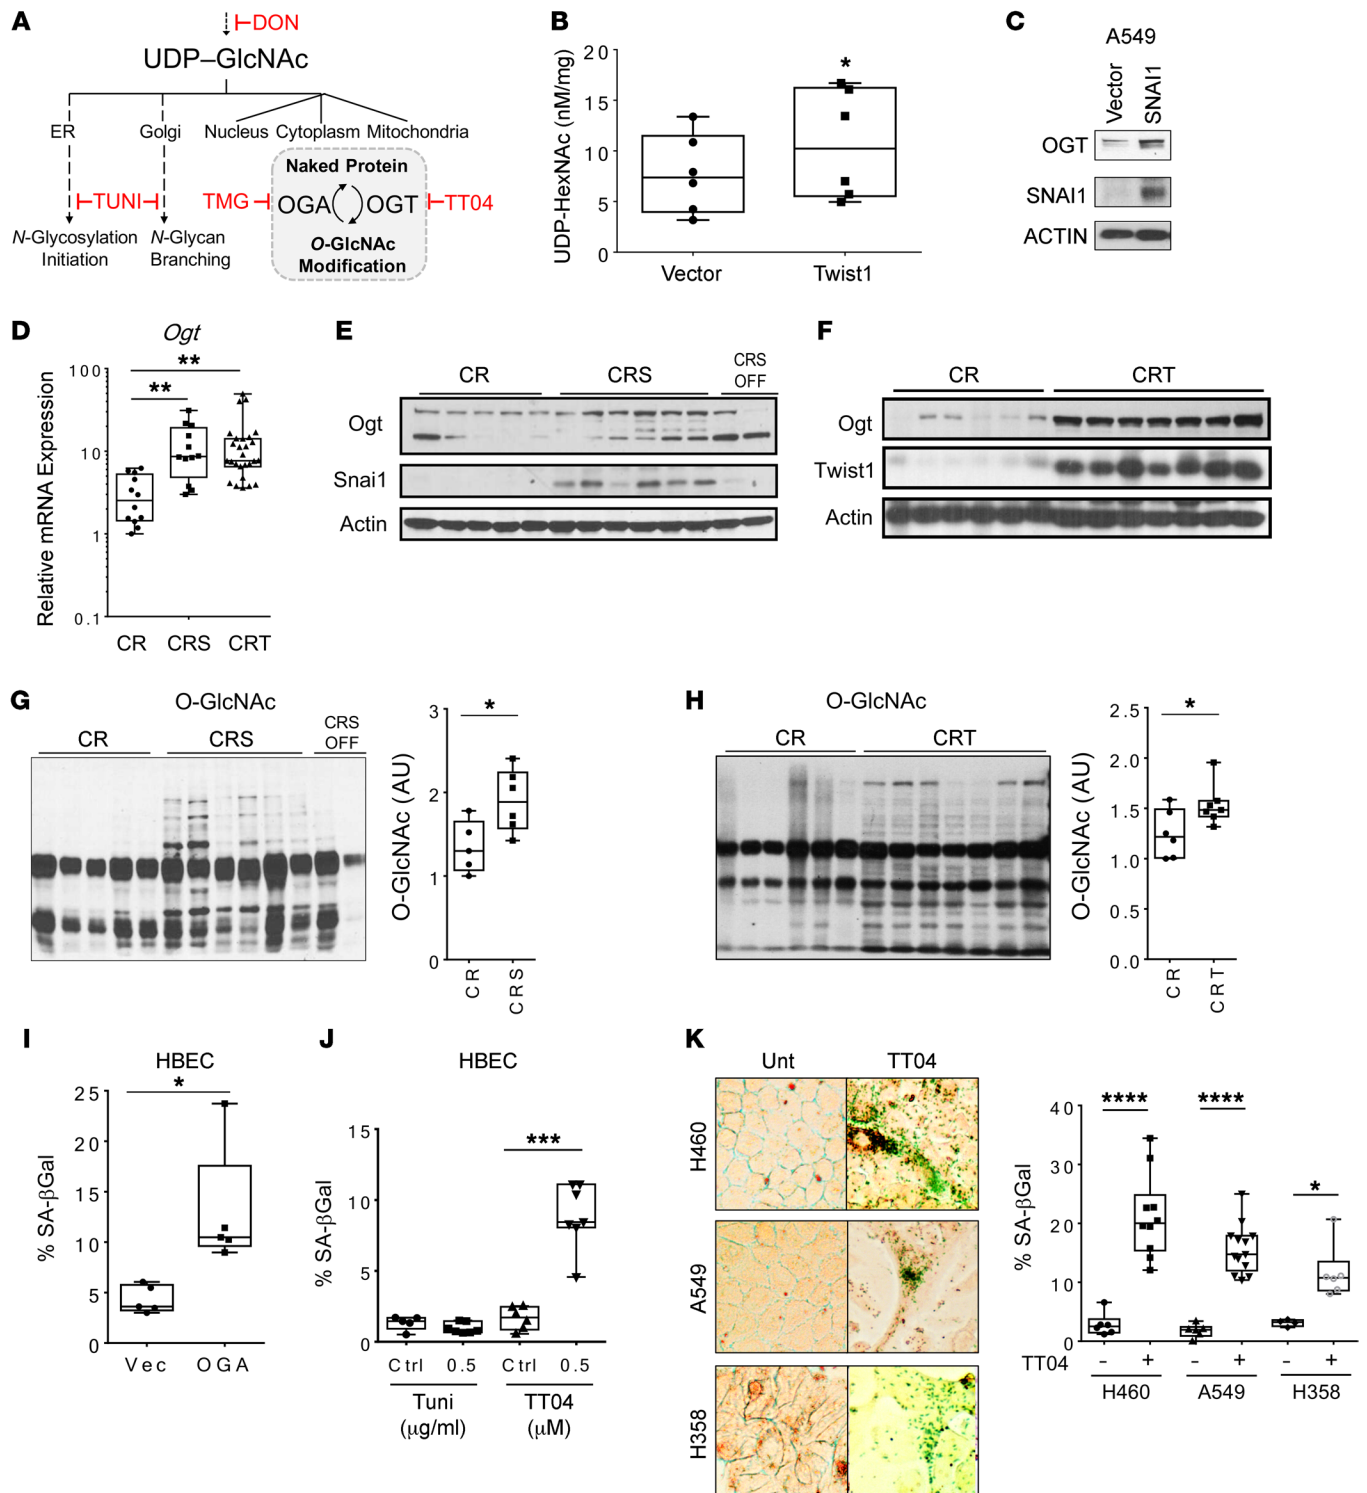 A
DON
UDP–GlcNAc
ER
Golgi
Nucleus Cytoplasm Mitochondria
Naked Protein
TUNI
TMG
OGA
OGT
TT04
N-Glycosylation
Initiation
N-Glycan
Branching
O-GlcNAc
Modification
B
UDP-HexNAc (nM/mg)
20
15
10
5
0
*
Vector
Twist1
C
A549
Vector
SNAI1
OGT
SNAI1
ACTIN
D
Ogt
Relative mRNA Expression
100
10
1
0.1
**
**
CR
CRS
CRT
E
CR
CRS
CRS
OFF
Ogt
Snai1
Actin
F
CR
CRT
Ogt
Twist1
Actin
G
O-GlcNAc
CR
CRS
CRS
OFF
O-GlcNAc (AU)
3
2
1
0
*
CR
CRS
H
O-GlcNAc
CR
CRT
O-GlcNAc (AU)
2.5
2.0
1.5
1.0
0.5
0.0
*
CR
CRT
I
HBEC
% SA-βGal
25
20
15
10
5
0
*
Vec
OGA
J
HBEC
% SA-βGal
15
10
5
0
***
Ctrl
0.5
Ctrl
0.5
Tuni
(μg/ml)
TT04
(μM)
K
Unt
TT04
H460
A549
H358
% SA-βGal
40
30
20
10
0
****
****
*
TT04
-
+
-
+
-
+
H460
A549
H358